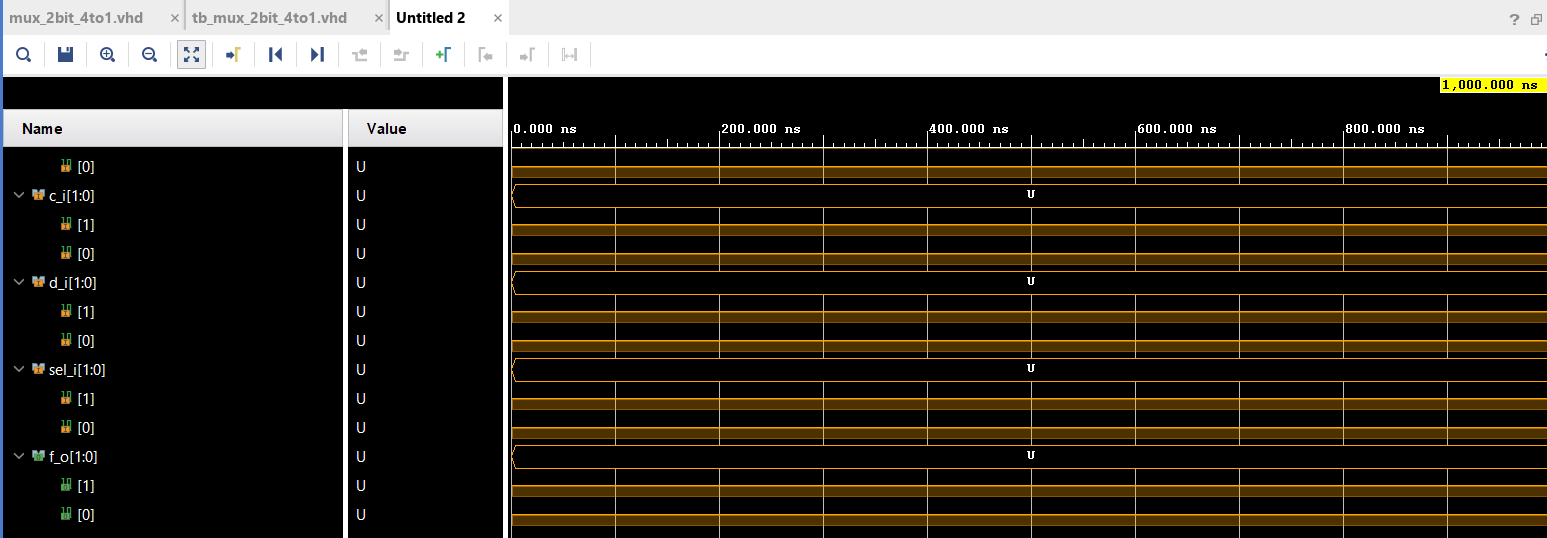 mux_2bit_4to1.vhd × tb_mux_2bit_4to1.vhd × Untitled 2 ×
?
1,000.000 ns
Name Value 0.000 ns 200.000 ns 400.000 ns 600.000 ns 800.000 ns
[0] U
c_i[1:0] U U
[1] U
[0] U
d_i[1:0] U U
[1] U
[0] U
sel_i[1:0] U U
[1] U
[0] U
f_o[1:0] U U
[1] U
[0] U